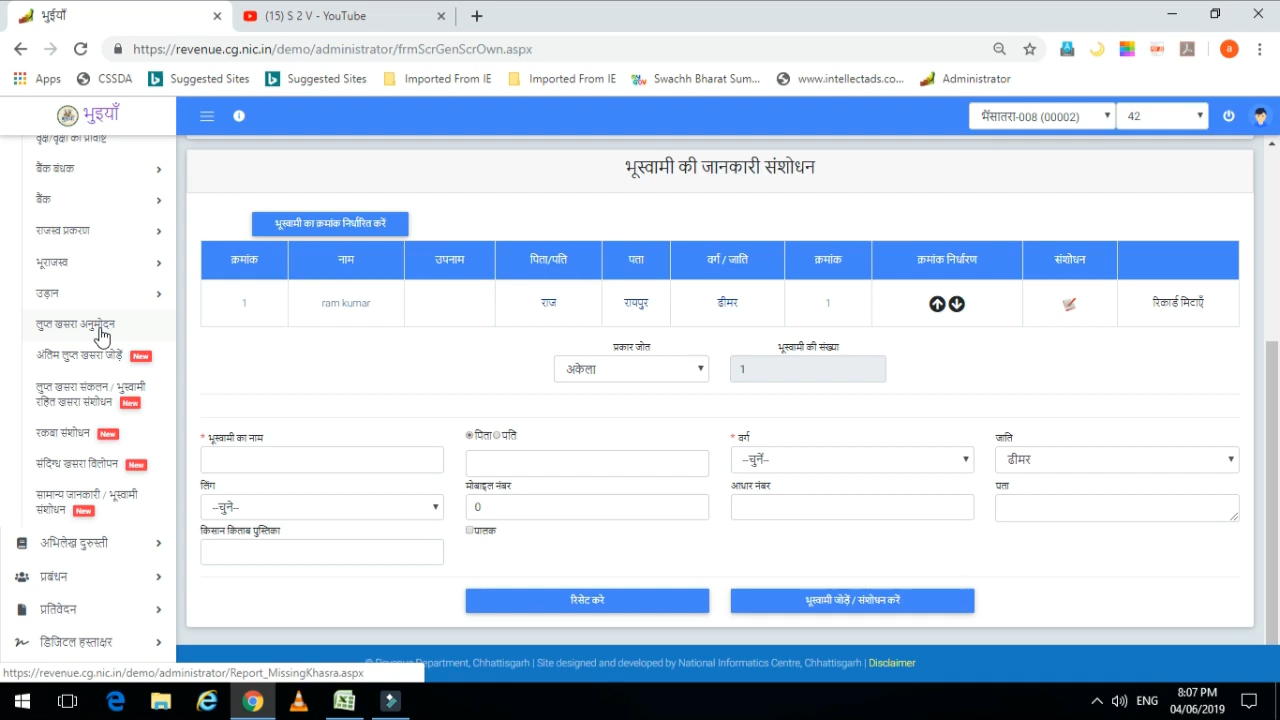 भुइयाँ
(15) S 2 V - YouTube
https://revenue.cg.nic.in/demo/administrator/frmScrGenScrOwn.aspx
Apps CSSDA Suggested Sites Suggested Sites Imported From IE Imported From IE Swachh Bharat Sum... www.intellectads.co... Administrator
भुइयाँ
भैंसातरा-008 (00002) 42
वृक्ष/वृक्षों की प्रविष्टि
बैंक बंधक
बैंक
राजस्व प्रकरण
भूराजस्व
उड़ान
लुप्त खसरा अनुमोदन
अंतिम लुप्त खसरा जोड़ें New
लुप्त खसरा संकलन / भुस्वामी
रहित खसरा संशोधन New
रकबा संशोधन New
संदिग्ध खसरा विलोपन New
सामान्य जानकारी / भूस्वामी
संशोधन New
अभिलेख दुरुस्ती
प्रबंधन
प्रतिवेदन
डिजिटल हस्ताक्षर
भूस्वामी की जानकारी संशोधन
भूस्वामी का क्रमांक निर्धारित करें
क्रमांक नाम उपनाम पिता/पति पता वर्ग / जाति क्रमांक क्रमांक निर्धारण संशोधन
1 ram kumar राज रायपुर ढीमर 1 रिकार्ड मिटाएँ
प्रकार जोत भूस्वामी की संख्या
अकेला 1
* भूस्वामी का नाम पिता पति * वर्ग जाति
--चुनें-- ढीमर
लिंग मोबाइल नंबर आधार नंबर पता
--चुने-- 0
किसान किताब पुस्तिका पालक
रिसेट करे भूस्वामी जोड़ें / संशोधन करें
© Revenue Department, Chhattisgarh | Site designed and developed by National Informatics Centre, Chhattisgarh | Disclaimer
https://revenue.cg.nic.in/demo/administrator/Report_MissingKhasra.aspx
ENG
8:07 PM
04/06/2019